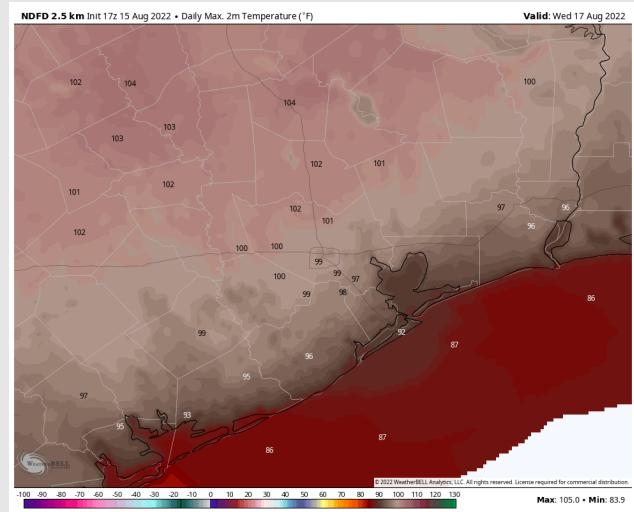 NDFD 2.5 km Init 17z 15 Aug 2022 • Daily Max. 2m Temperature (°F)
Valid: Wed 17 Aug 2022
102 104 100
104
103 103
102 101
101 102
102 101 97 96
102 96
100 100
99
100 99 97
99 98
86
99 92
87
96
95
97
93
95
87
86
WeatherBELL
© 2022 WeatherBELL Analytics, LLC. All rights reserved. License required for commercial distribution.
-100 -90 -80 -70 -60 -50 -40 -30 -20 -10 0 10 20 30 40 50 60 70 80 90 100 110 120 130
Max: 105.0 • Min: 83.9